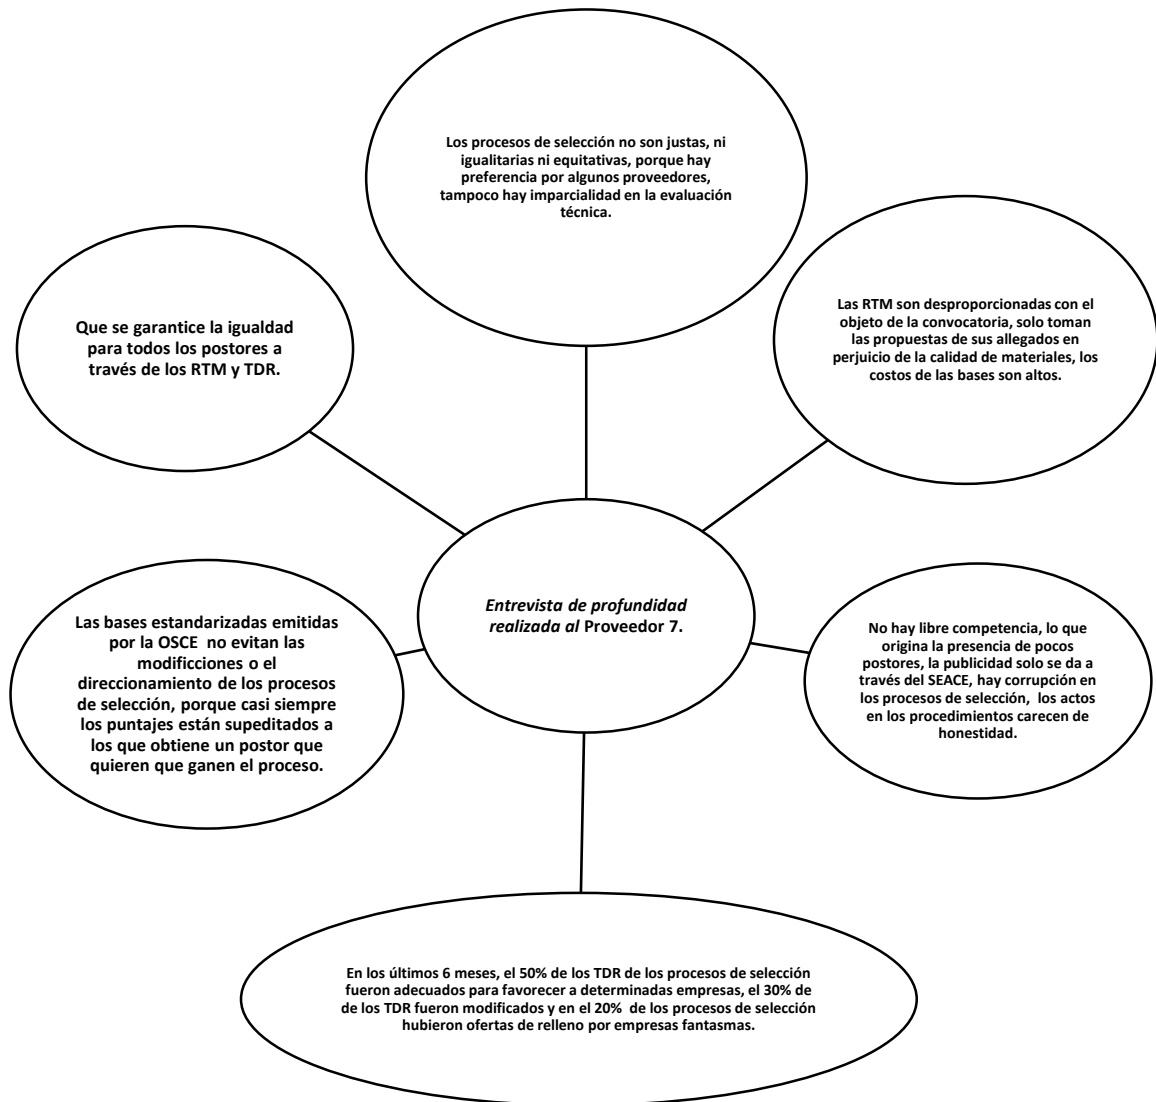 Los procesos de selección no son justas, ni
igualitarias ni equitativas, porque hay
preferencia por algunos proveedores,
tampoco hay imparcialidad en la evaluación
técnica.
Que se garantice la igualdad
para todos los postores a
través de los RTM y TDR.
Las RTM son desproporcionadas con el
objeto de la convocatoria, solo toman
las propuestas de sus allegados en
perjuicio de la calidad de materiales, los
costos de las bases son altos.
Entrevista de profundidad
realizada al Proveedor 7.
Las bases estandarizadas emitidas
por la OSCE no evitan las
modificciones o el
direccionamiento de los procesos
de selección, porque casi siempre
los puntajes están supeditados a
los que obtiene un postor que
quieren que ganen el proceso.
No hay libre competencia, lo que
origina la presencia de pocos
postores, la publicidad solo se da a
través del SEACE, hay corrupción en
los procesos de selección, los actos
en los procedimientos carecen de
honestidad.
En los últimos 6 meses, el 50% de los TDR de los procesos de selección
fueron adecuados para favorecer a determinadas empresas, el 30% de
de los TDR fueron modificados y en el 20% de los procesos de selección
hubieron ofertas de relleno por empresas fantasmas.